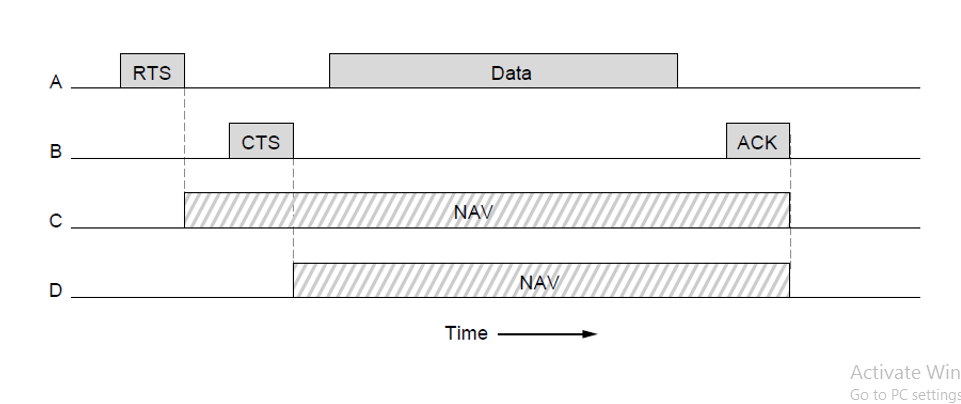 A RTS Data
B CTS ACK
C NAV
D NAV
Time
Activate Win
Go to PC settings